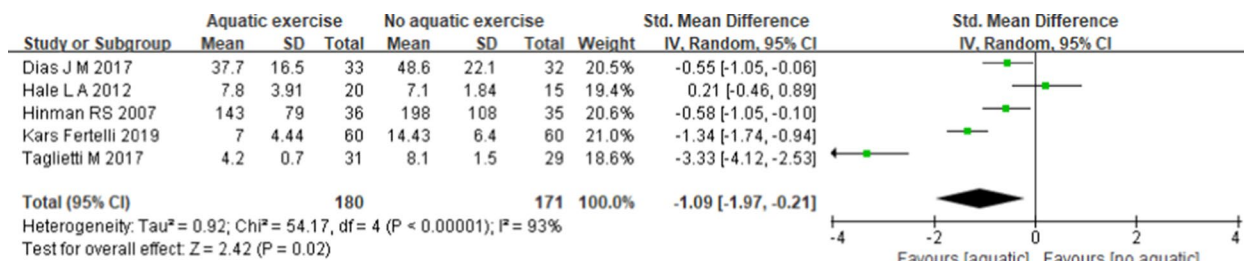 Aquatic exercise No aquatic exercise Std. Mean Difference Std. Mean Difference
Study or Subgroup Mean SD Total Mean SD Total Weight IV, Random, 95% CI IV, Random, 95% CI
Dias J M 2017 37.7 16.5 33 48.6 22.1 32 20.5% -0.55 [-1.05, -0.06]
Hale L A 2012 7.8 3.91 20 7.1 1.84 15 19.4% 0.21 [-0.46, 0.89]
Hinman RS 2007 143 79 36 198 108 35 20.6% -0.58 [-1.05, -0.10]
Kars Fertelli 2019 7 4.44 60 14.43 6.4 60 21.0% -1.34 [-1.74, -0.94]
Taglietti M 2017 4.2 0.7 31 8.1 1.5 29 18.6% -3.33 [-4.12, -2.53]
Total (95% CI) 180 171 100.0% -1.09 [-1.97, -0.21]
Heterogeneity: Tau² = 0.92; Chi² = 54.17, df = 4 (P < 0.00001); I² = 93%
Test for overall effect: Z = 2.42 (P = 0.02)
-4 -2 0 2 4
Favours [aquatic] Favours [no aquatic]